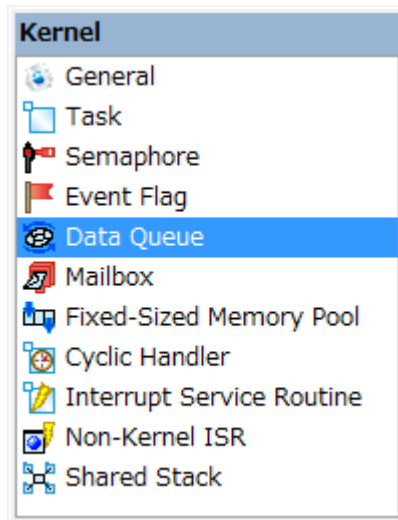 Kernel
General
Task
Semaphore
Event Flag
Data Queue
Mailbox
Fixed-Sized Memory Pool
Cyclic Handler
Interrupt Service Routine
Non-Kernel ISR
Shared Stack